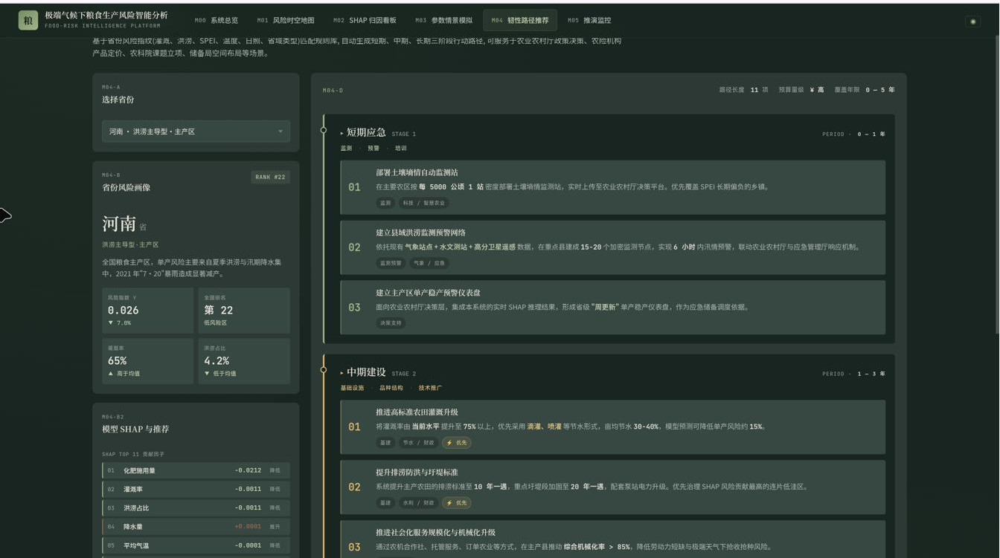 粮
极端气候下粮食生产风险智能分析
FOOD-RISK INTELLIGENCE PLATFORM
M00 系统总览
M01 风险时空地图
M02 SHAP 归因看板
M03 参数情景模拟
M04 韧性路径推荐
M05 推演监控
基于省份风险指纹(灌溉、洪涝、SPEI、温度、日照、省域类型)匹配规则库, 自动生成短期、中期、长期三阶段行动路径, 可服务于农业农村厅政策决策、农险机构
产品定价、农科院课题立项、储备局空间布局等场景。
M04-A
选择省份
河南 · 洪涝主导型 · 主产区
M04-B
RANK #22
省份风险画像
河南 省
洪涝主导型·主产区
全国粮食主产区，单产风险主要来自夏季洪涝与汛期降水集
中，2021 年"7·20"暴雨造成显著减产。
风险指数 Y
0.026
▼ 7.0%
全国排名
第 22
低风险区
灌溉率
65%
▲ 高于均值
洪涝占比
4.2%
▼ 低于均值
M04-B2
模型 SHAP 与推荐
SHAP TOP 11 贡献因子
01 化肥施用量 -0.0212 降低
02 灌溉率 -0.0011 降低
03 洪涝占比 -0.0011 降低
04 降水量 +0.0001 推升
05 平均气温 -0.0001 降低
M04-D
路径长度 11 项 预算量级 ¥ 高 覆盖年限 0 — 5 年
▸ 短期应急 STAGE 1
PERIOD · 0 — 1 年
监测 · 预警 · 培训
01
部署土壤墒情自动监测站
在主要农区按 每 5000 公顷 1 站 密度部署土壤墒情监测站，实时上传至农业农村厅决策平台。优先覆盖 SPEI 长期偏负的乡镇。
监测 科技 / 智慧农业
02
建立县域洪涝监测预警网络
依托现有 气象站点 + 水文测站 + 高分卫星遥感 数据，在重点县建成 15-20 个加密监测节点，实现 6 小时 内汛情预警，联动农业农村厅与应急管理厅响应机制。
监测预警 气象 / 应急
03
建立主产区单产稳产预警仪表盘
面向农业农村厅决策层，集成本系统的实时 SHAP 推理结果，形成省级 "周更新" 单产稳产仪表盘，作为应急储备调度依据。
决策支持
▸ 中期建设 STAGE 2
PERIOD · 1 — 3 年
基础设施 · 品种结构 · 技术推广
01
推进高标准农田灌溉升级
将灌溉率由 当前水平 提升至 75% 以上，优先采用 滴灌、喷灌 等节水形式，亩均节水 30-40%，模型预测可降低单产风险约 15%。
基建 节水 / 财政 ⚡ 优先
02
提升排涝防洪与圩堤标准
系统提升主产农田的排涝标准至 10 年一遇，重点圩堤段加固至 20 年一遇，配套泵站电力升级。优先治理 SHAP 风险贡献最高的连片低洼区。
基建 水利 / 财政 ⚡ 优先
03
推进社会化服务规模化与机械化升级
通过农机合作社、托管服务、订单农业等方式，在主产县推动 综合机械化率 > 85%，降低劳动力短缺与极端天气下抢收抢种风险。